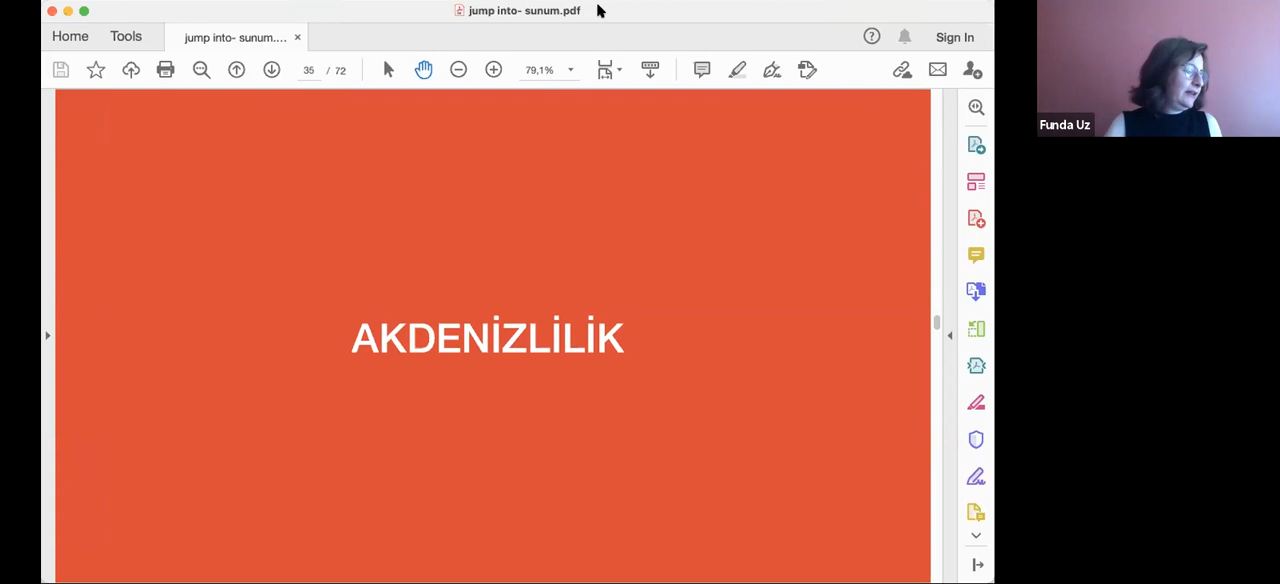 jump into- sunum.pdf
Home
Tools
jump into- sunum.... ×
Sign In
35 / 72
79,1%
Funda Uz
AKDENİZLİLİK